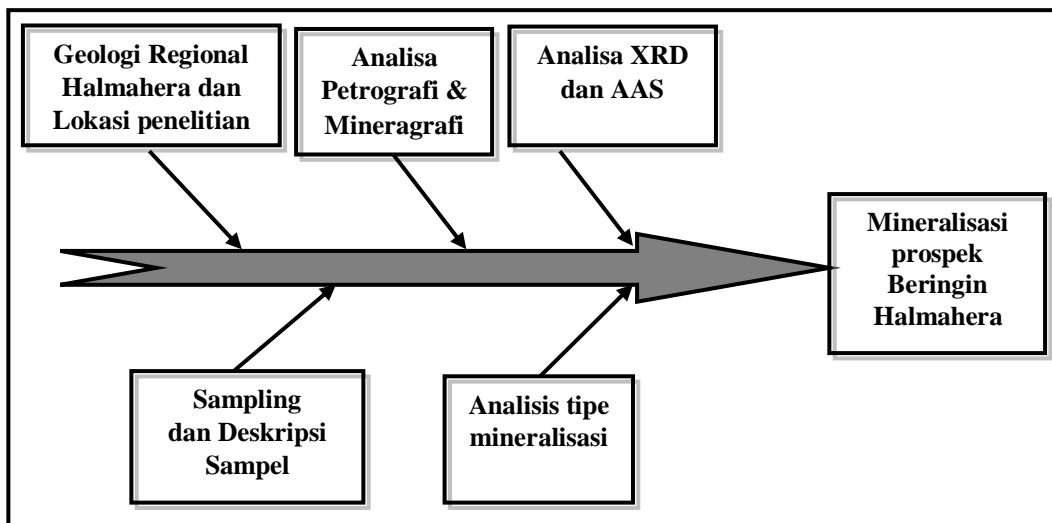 Geologi Regional
Halmahera dan
Lokasi penelitian
Analisa
Petrografi &
Mineragrafi
Analisa XRD
dan AAS
Mineralisasi
prospek
Beringin
Halmahera
Sampling
dan Deskripsi
Sampel
Analisis tipe
mineralisasi